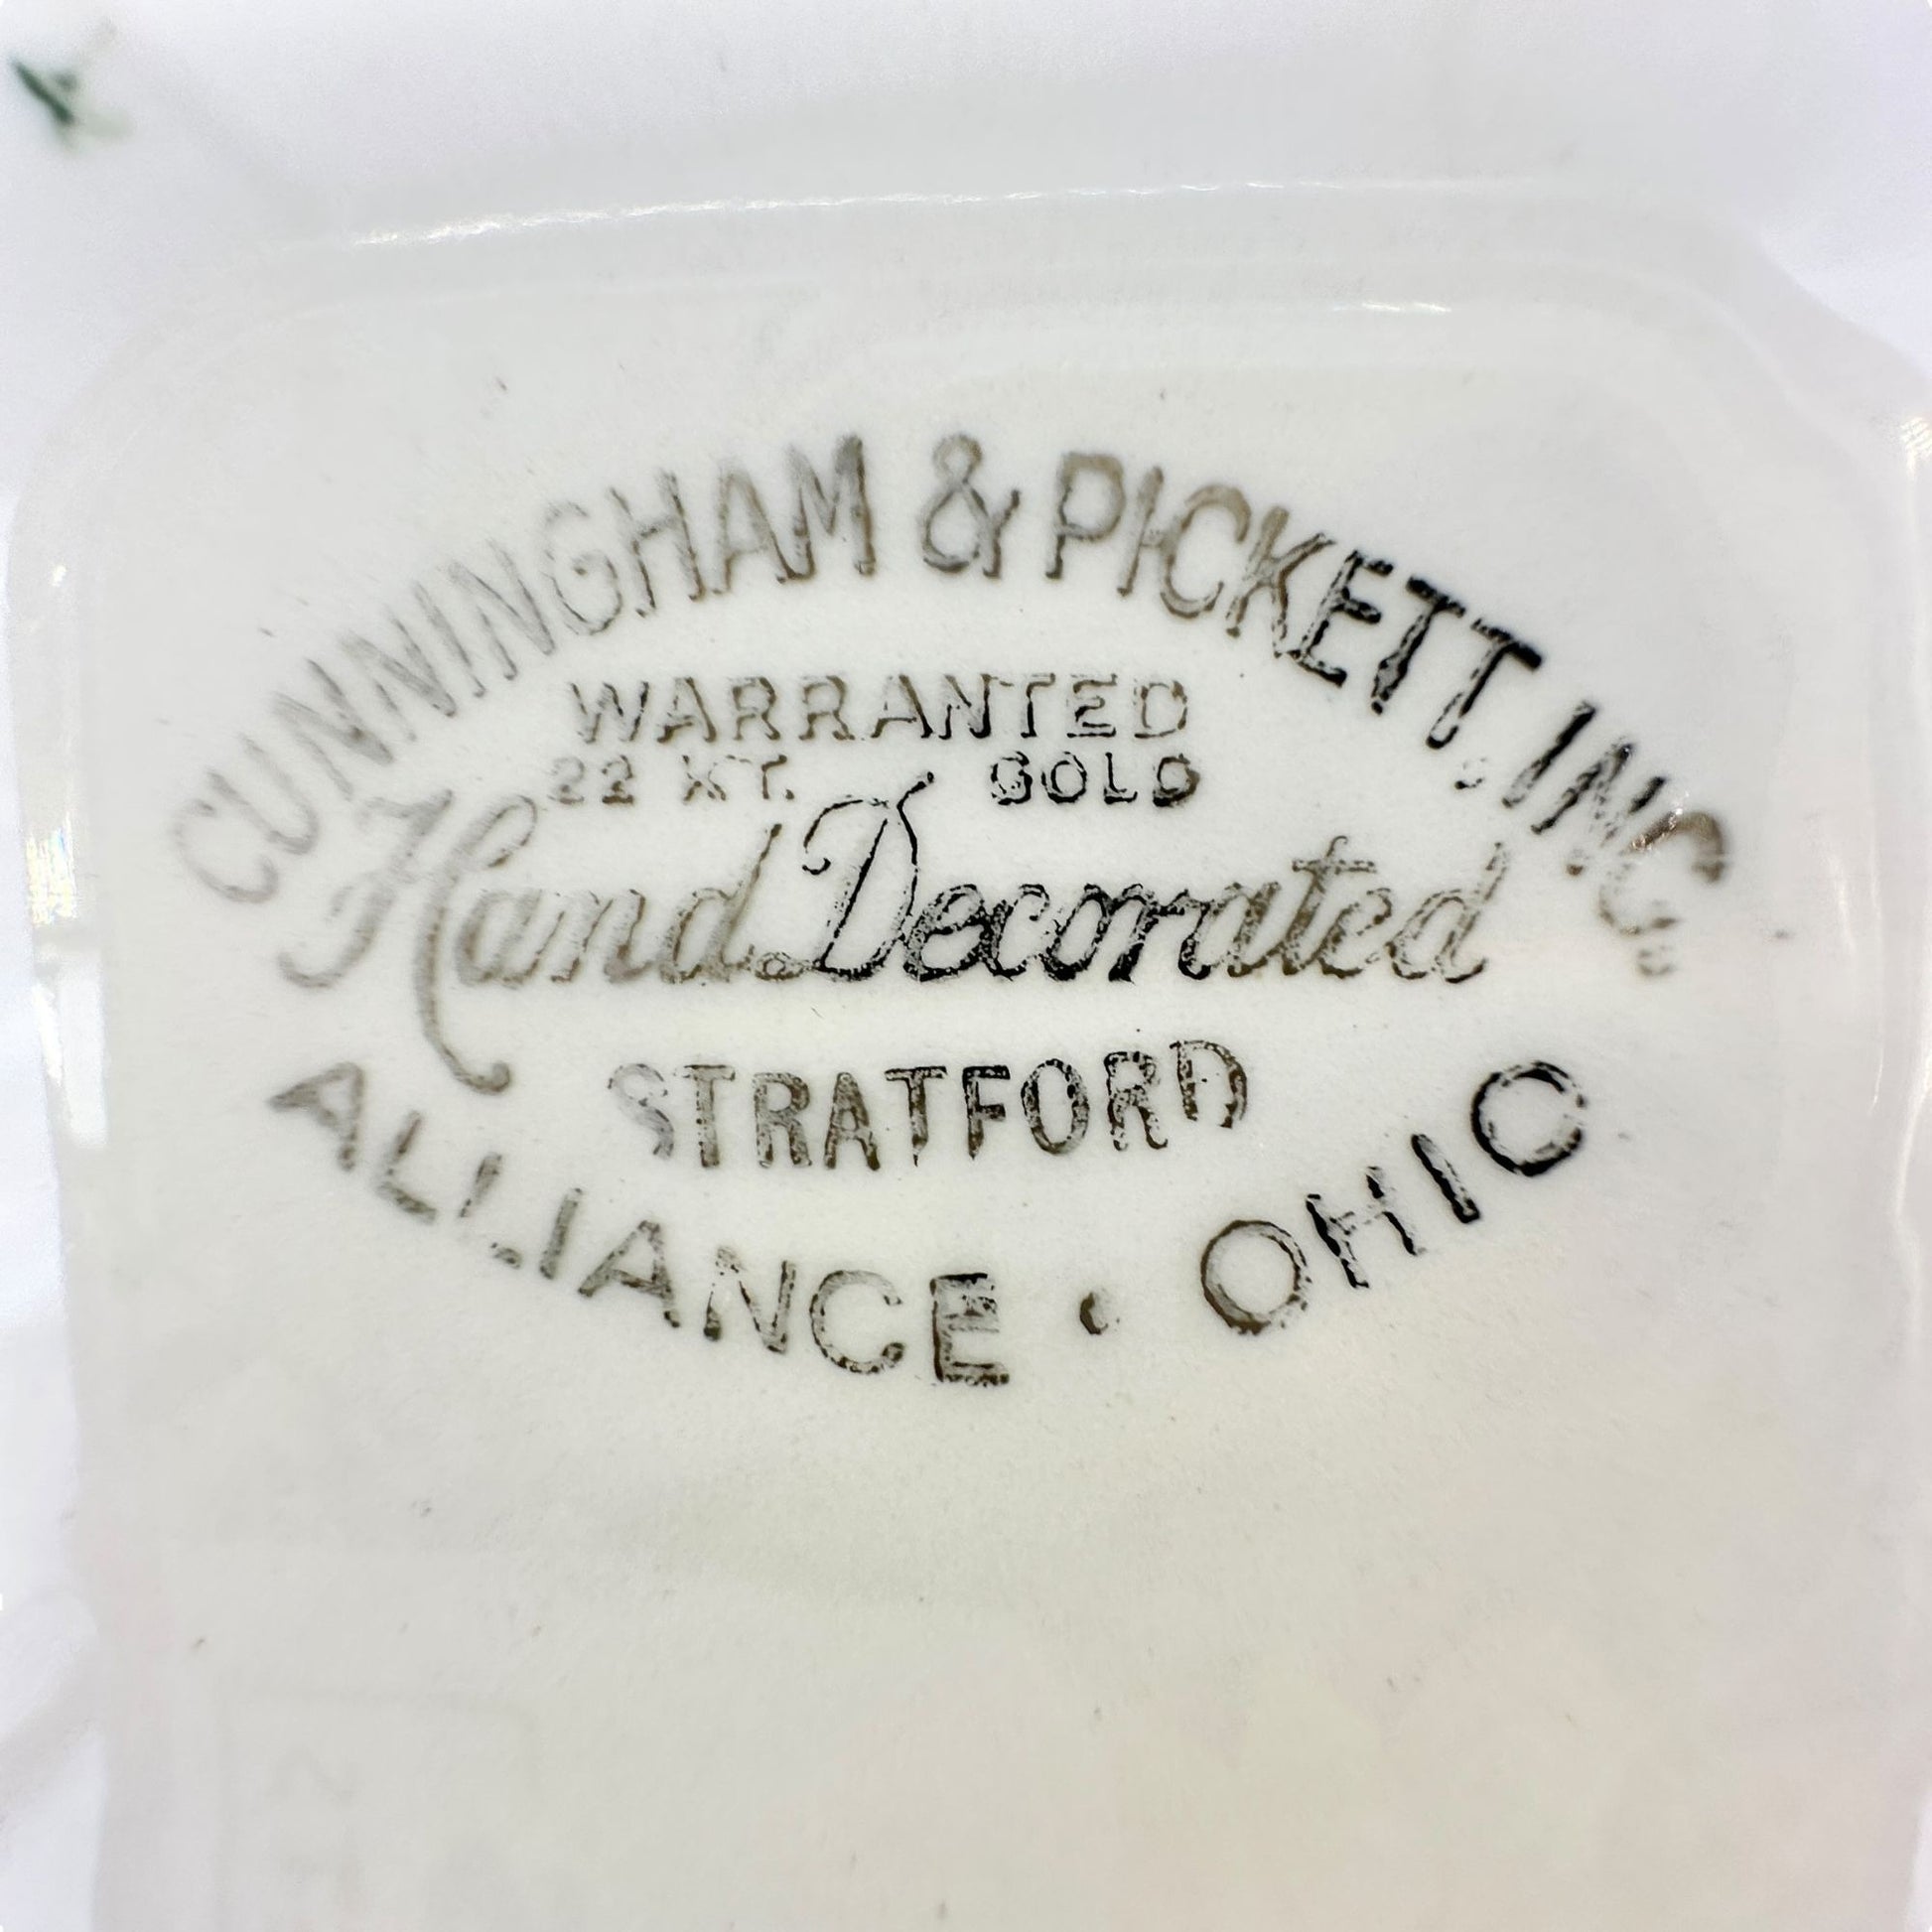 CUNNINGHAM & PICKETT, INC.
WARRANTED
22 KT. GOLD
Hand Decorated
STRATFORD
ALLIANCE • OHIO